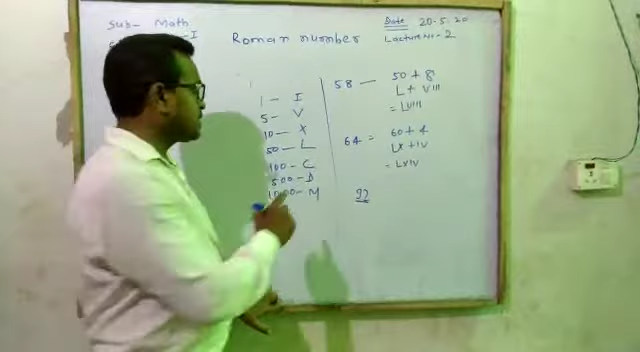 Sub- Math
-I
Roman number
Date 20-5-20
Lecture No- 2
1 - I
5 - V
10 - X
50 - L
100 - C
500 - D
1000 - M
58 — 50 + 8
L + VIII
= LVIII
64 = 60 + 4
LX + IV
= LXIV